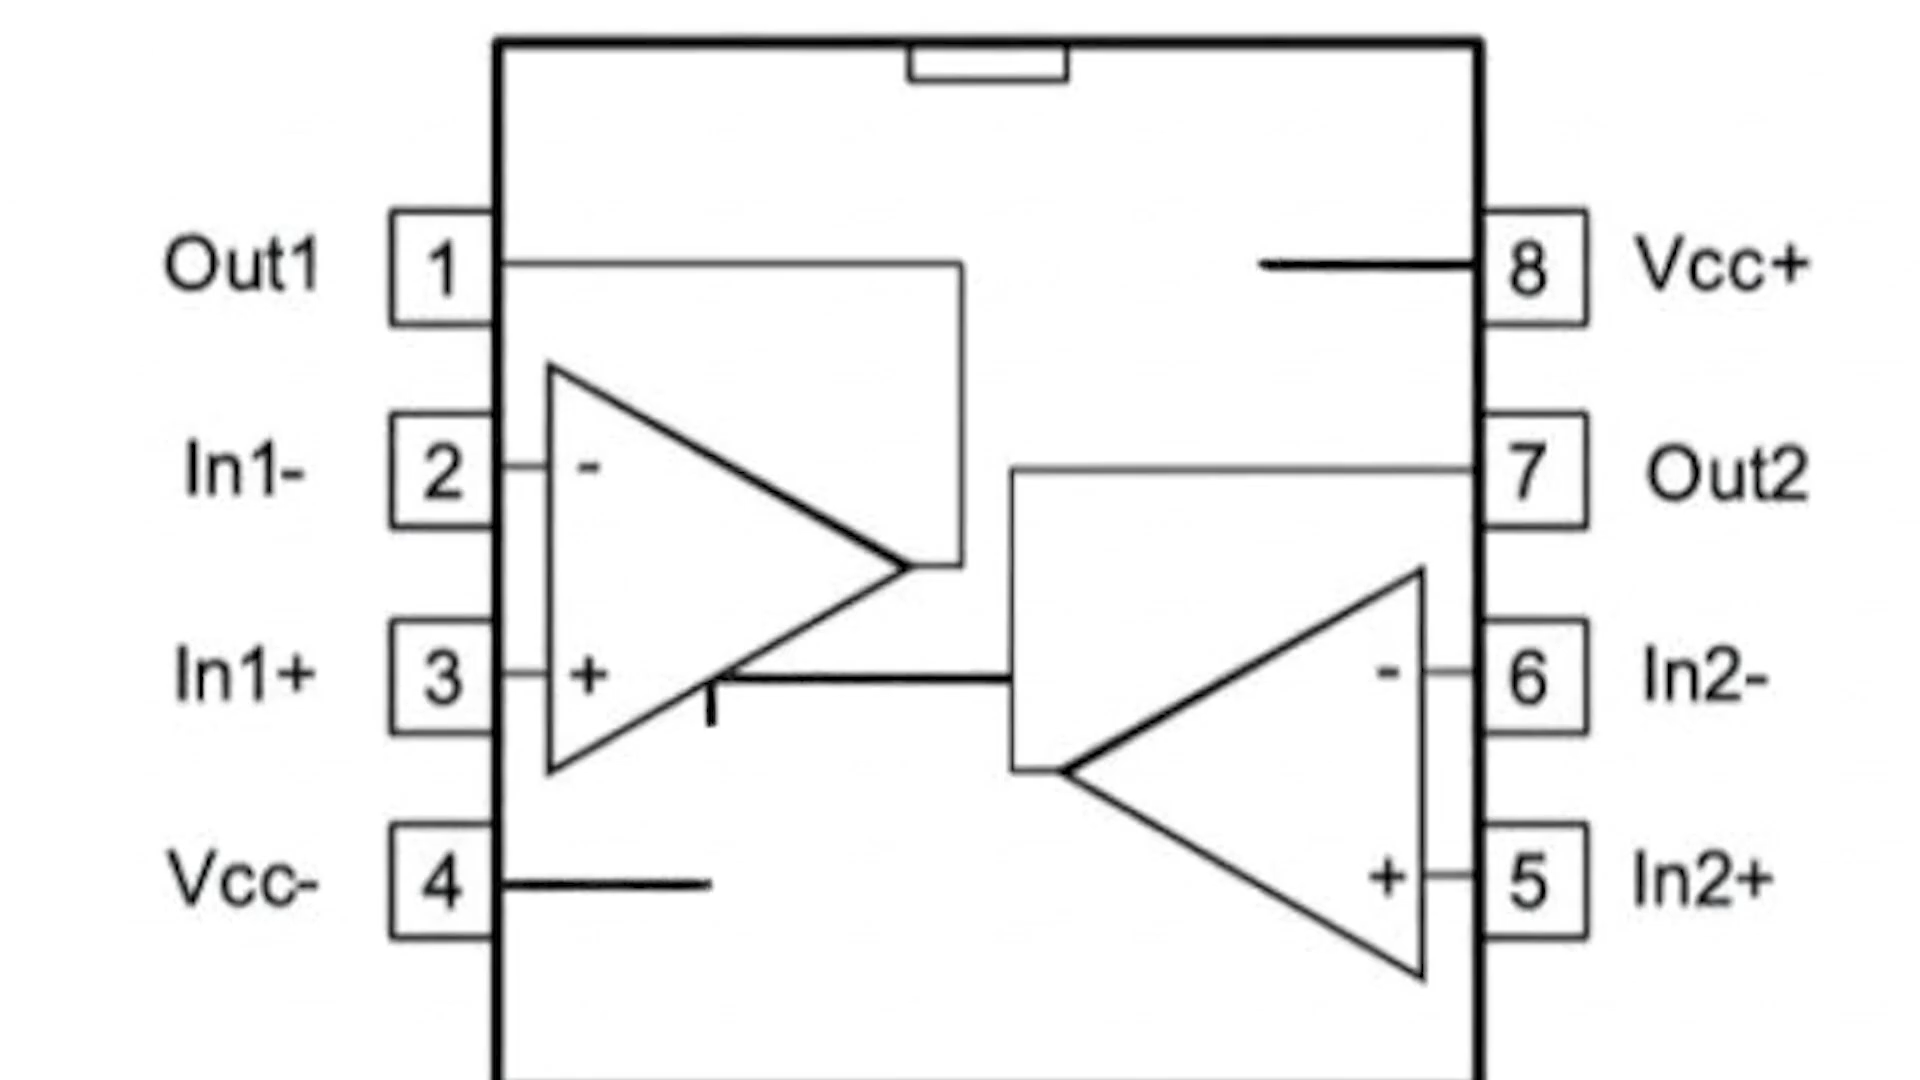 Out1 1 8 Vcc+
In1- 2 - 7 Out2
In1+ 3 + - 6 In2-
Vcc- 4 + 5 In2+